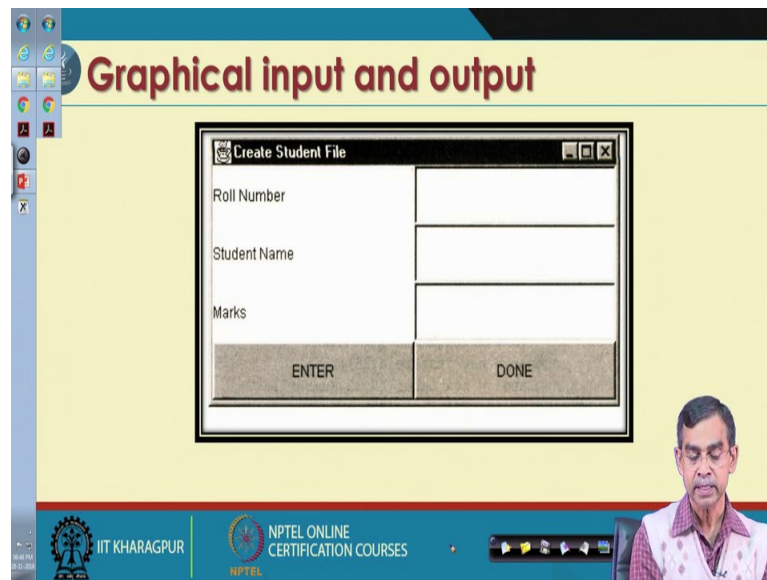 Graphical input and output
Create Student File
Roll Number
Student Name
Marks
ENTER
DONE
IIT KHARAGPUR
NPTEL ONLINE
CERTIFICATION COURSES
NPTEL